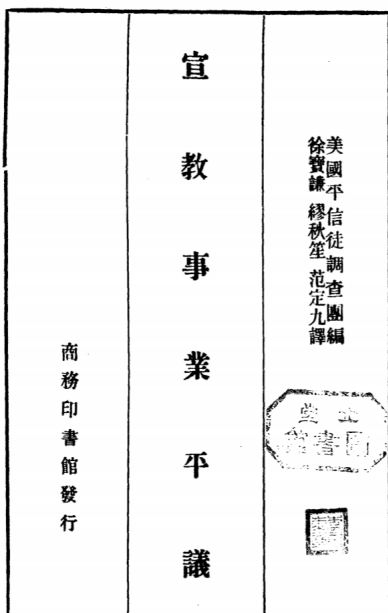 美國平信徒調查團編
徐寶謙 繆秋笙 范定九譯
宣教事業平議
商務印書館發行